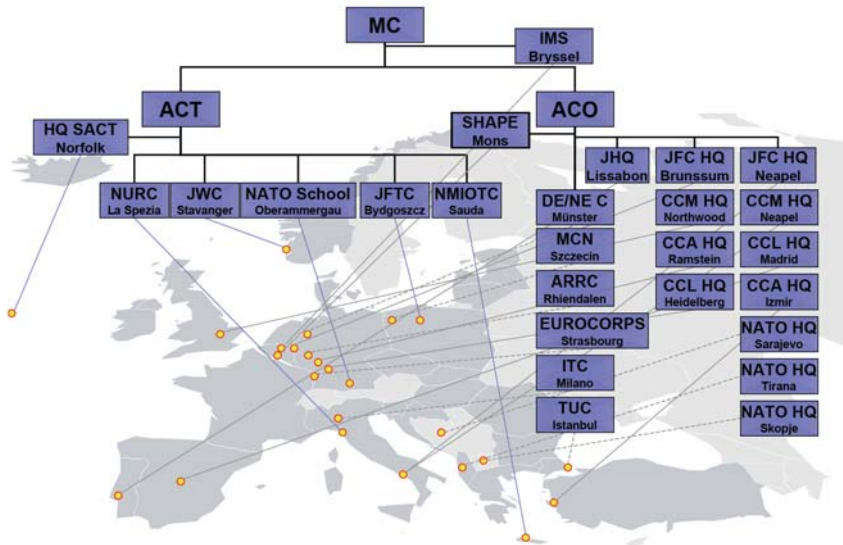 MC
IMS
Bryssel
ACT
ACO
HQ SACT
Norfolk
SHAPE
Mons
JHQ
Lissabon
JFC HQ
Brunssum
JFC HQ
Neapel
NURC
La Spezia
JWC
Stavanger
NATO School
Oberammergau
JFTC
Bydgoszcz
NMIOTC
Sauda
DE/NE C
Münster
CCM HQ
Northwood
CCM HQ
Neapel
MCN
Szczecin
CCA HQ
Ramstein
CCL HQ
Madrid
ARRC
Rhiendalen
CCL HQ
Heidelberg
CCA HQ
Izmir
EUROCORPS
Strasbourg
NATO HQ
Sarajevo
ITC
Milano
NATO HQ
Tirana
TUC
Istanbul
NATO HQ
Skopje